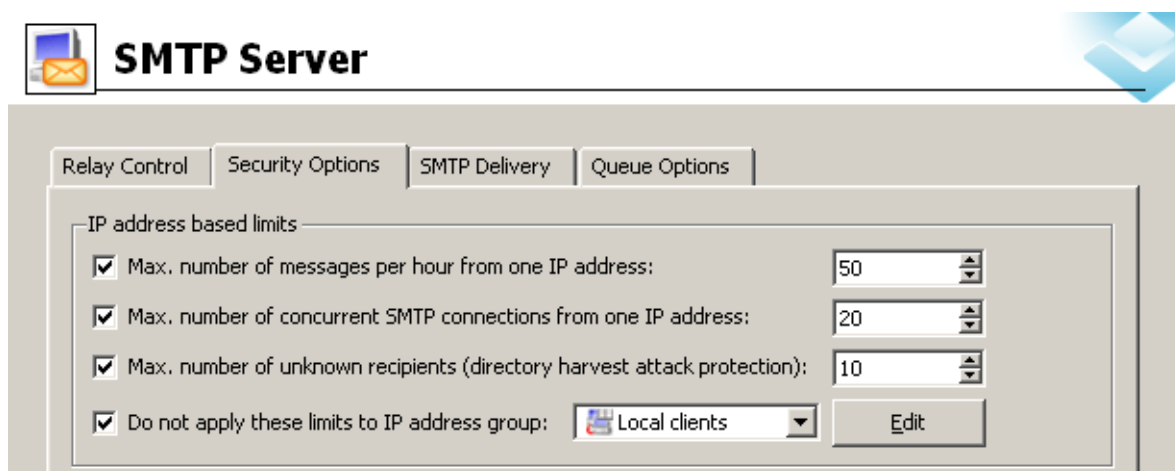 SMTP Server
Relay Control Security Options SMTP Delivery Queue Options
IP address based limits
Max. number of messages per hour from one IP address: 50
Max. number of concurrent SMTP connections from one IP address: 20
Max. number of unknown recipients (directory harvest attack protection): 10
Do not apply these limits to IP address group: Local clients Edit